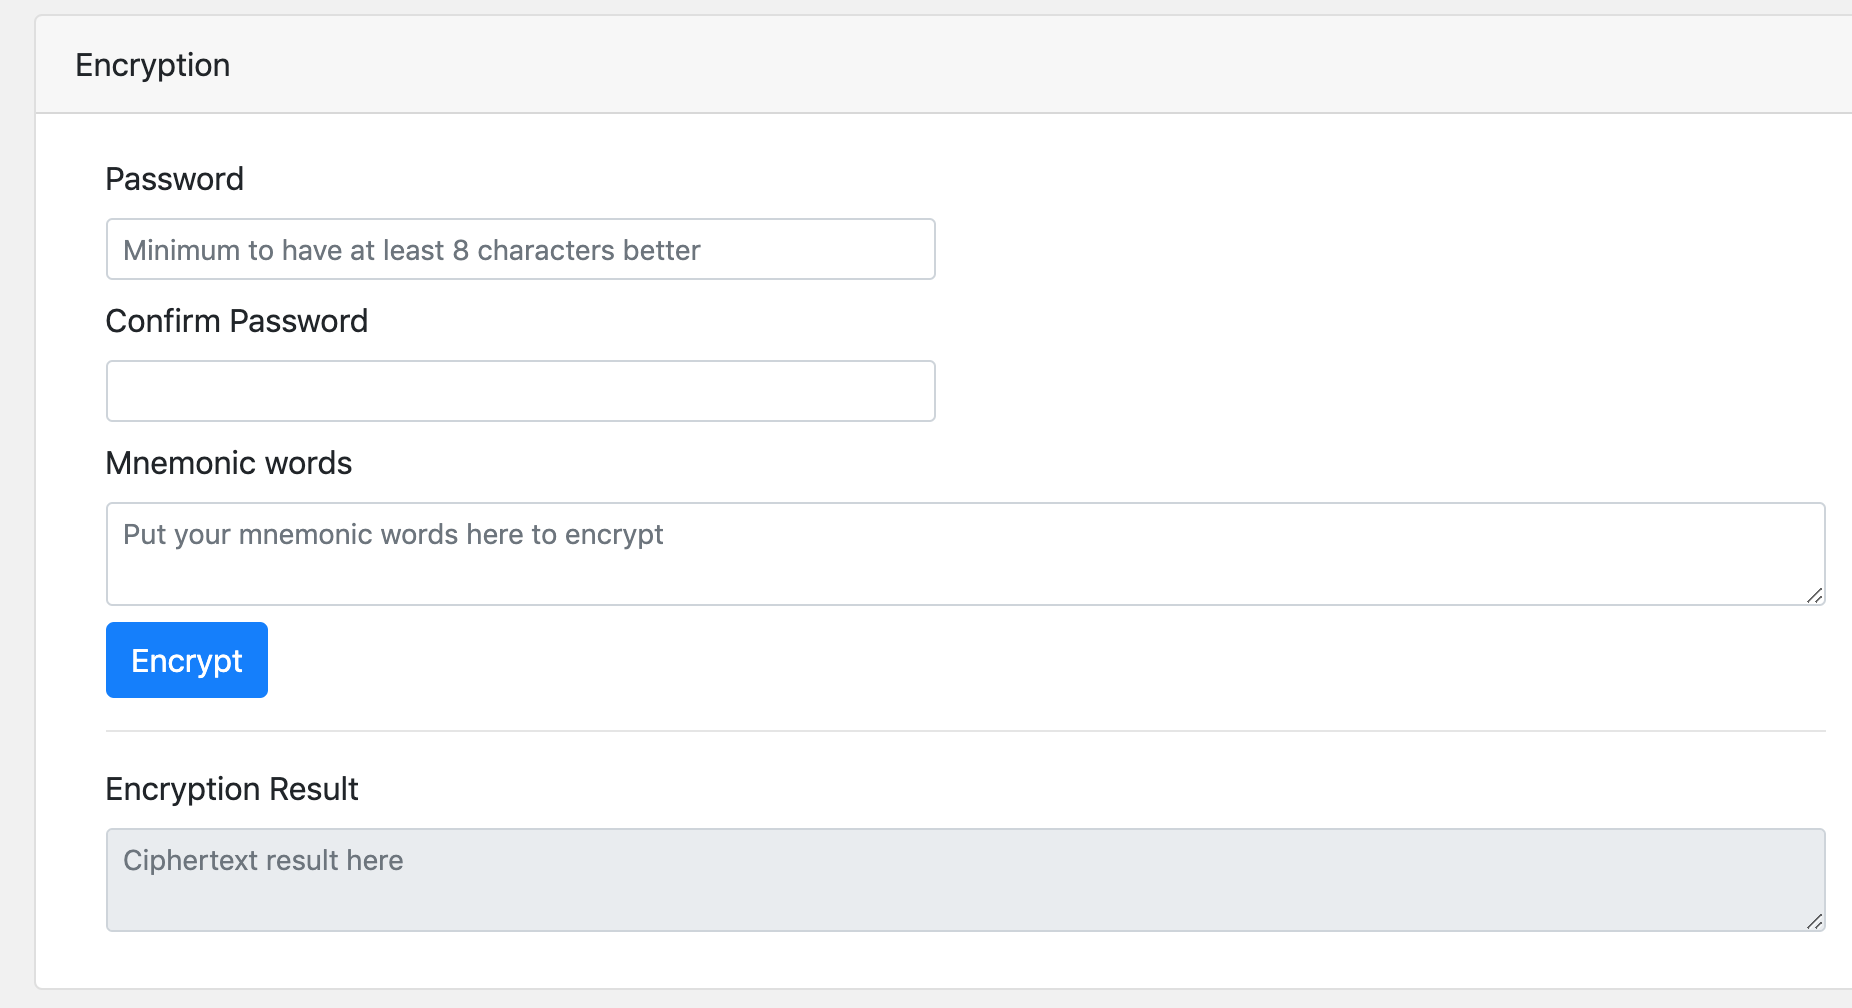 Encryption
Password
Minimum to have at least 8 characters better
Confirm Password
Mnemonic words
Put your mnemonic words here to encrypt
Encrypt
Encryption Result
Ciphertext result here